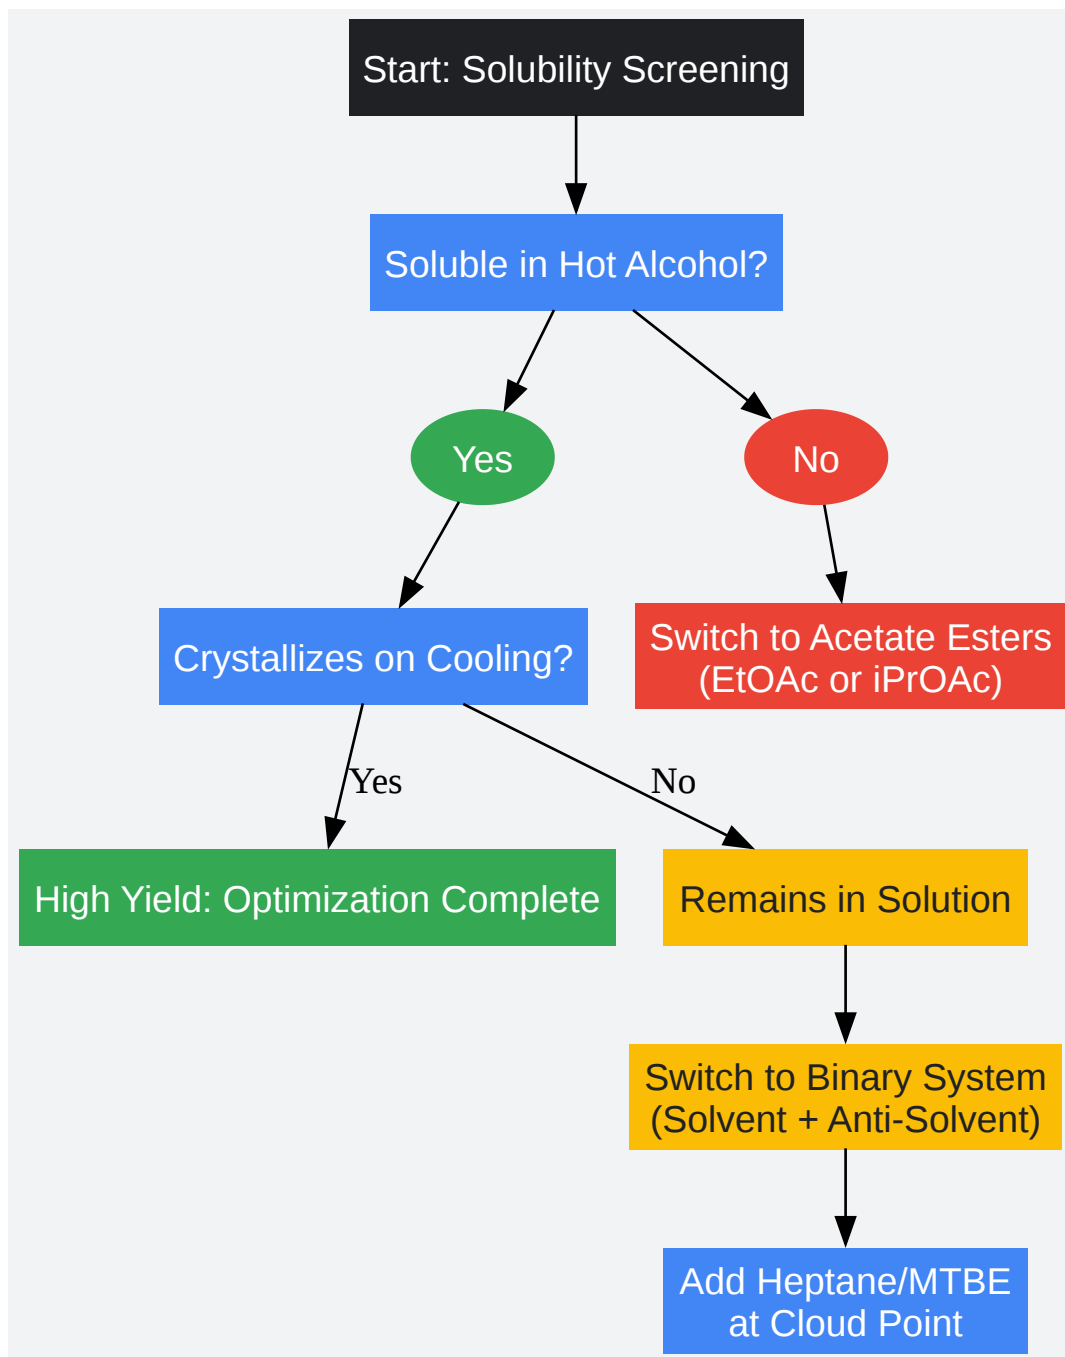 Start: Solubility Screening
Soluble in Hot Alcohol?
Yes
No
Switch to Acetate Esters
(EtOAc or iPrOAc)
Crystallizes on Cooling?
Yes
No
High Yield: Optimization Complete
Remains in Solution
Switch to Binary System
(Solvent + Anti-Solvent)
Add Heptane/MTBE
at Cloud Point